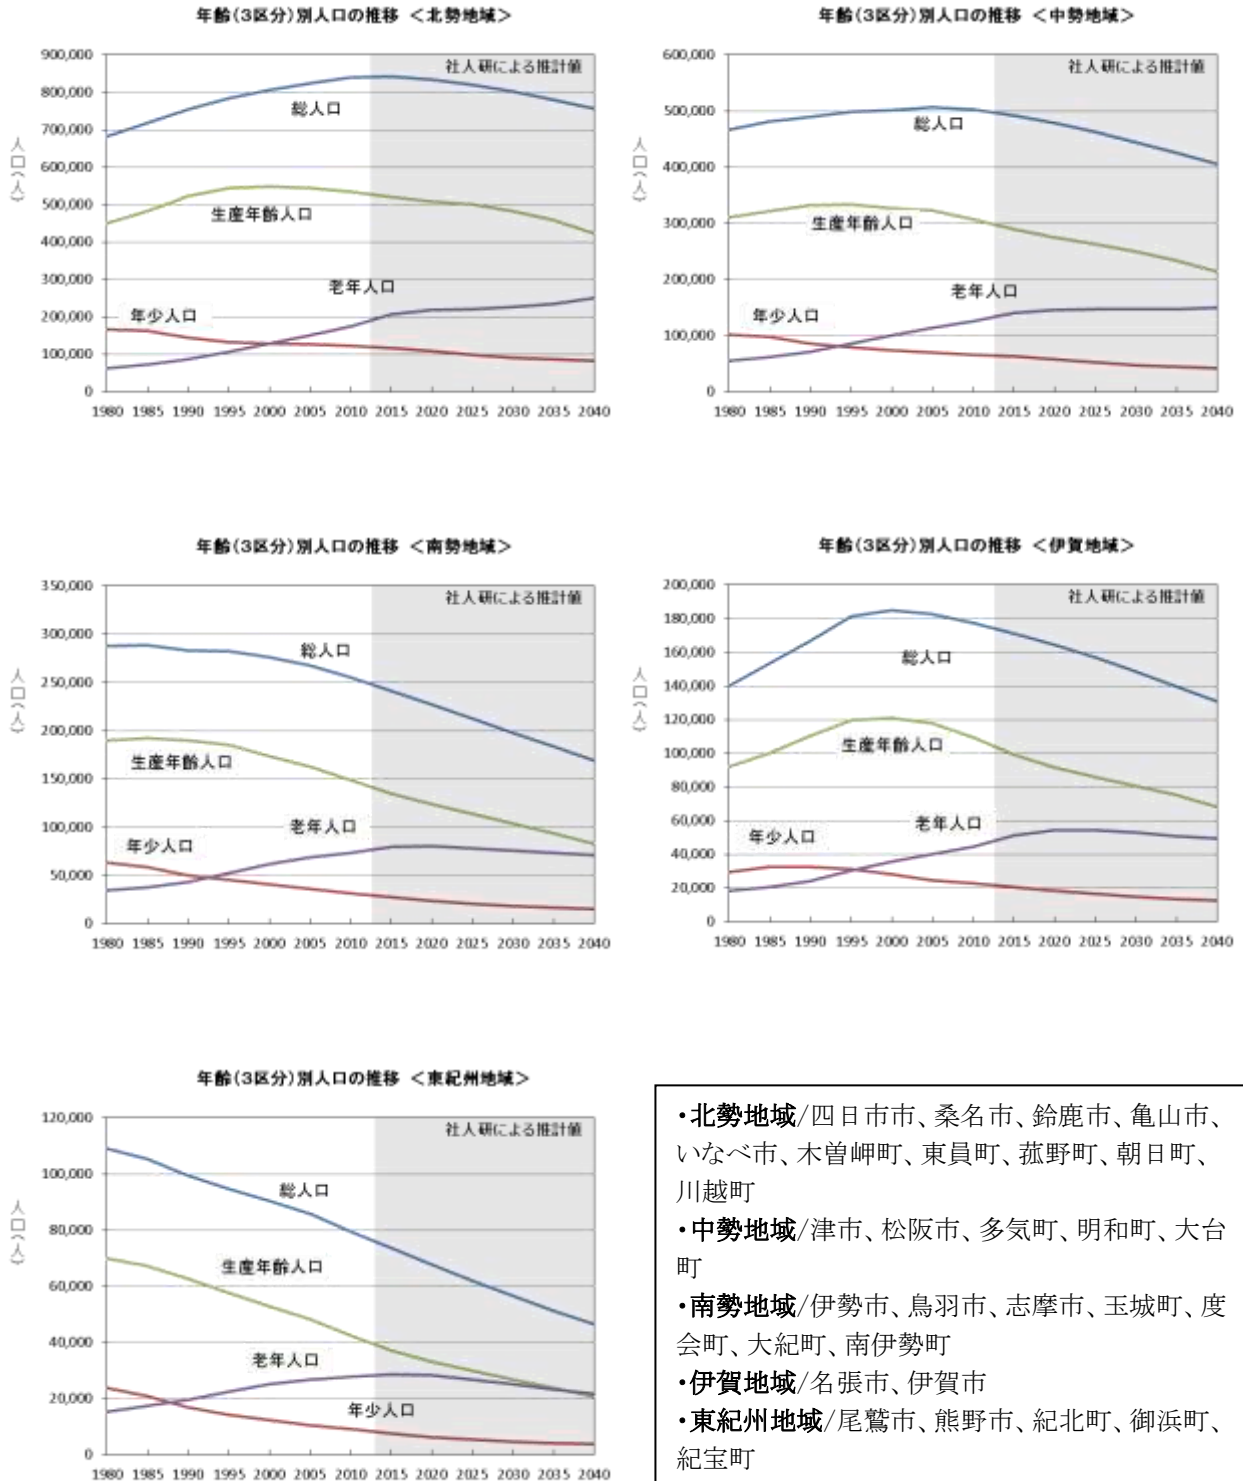 年齢(3区分)別人口の推移 ＜北勢地域＞
社人研による推計値
人口(人)
900,000
800,000
700,000
600,000
500,000
400,000
300,000
200,000
100,000
0
総人口
生産年齢人口
老年人口
年少人口
1980 1985 1990 1995 2000 2005 2010 2015 2020 2025 2030 2035 2040
年齢(3区分)別人口の推移 ＜中勢地域＞
社人研による推計値
人口(人)
600,000
500,000
400,000
300,000
200,000
100,000
0
総人口
生産年齢人口
老年人口
年少人口
1980 1985 1990 1995 2000 2005 2010 2015 2020 2025 2030 2035 2040
年齢(3区分)別人口の推移 ＜南勢地域＞
社人研による推計値
人口(人)
350,000
300,000
250,000
200,000
150,000
100,000
50,000
0
総人口
生産年齢人口
老年人口
年少人口
1980 1985 1990 1995 2000 2005 2010 2015 2020 2025 2030 2035 2040
年齢(3区分)別人口の推移 ＜伊賀地域＞
社人研による推計値
人口(人)
200,000
180,000
160,000
140,000
120,000
100,000
80,000
60,000
40,000
20,000
0
総人口
生産年齢人口
老年人口
年少人口
1980 1985 1990 1995 2000 2005 2010 2015 2020 2025 2030 2035 2040
年齢(3区分)別人口の推移 ＜東紀州地域＞
社人研による推計値
人口(人)
120,000
100,000
80,000
60,000
40,000
20,000
0
総人口
生産年齢人口
老年人口
年少人口
1980 1985 1990 1995 2000 2005 2010 2015 2020 2025 2030 2035 2040
・北勢地域/四日市市、桑名市、鈴鹿市、亀山市、
いなべ市、木曽岬町、東員町、菰野町、朝日町、
川越町
・中勢地域/津市、松阪市、多気町、明和町、大台
町
・南勢地域/伊勢市、鳥羽市、志摩市、玉城町、度
会町、大紀町、南伊勢町
・伊賀地域/名張市、伊賀市
・東紀州地域/尾鷲市、熊野市、紀北町、御浜町、
紀宝町